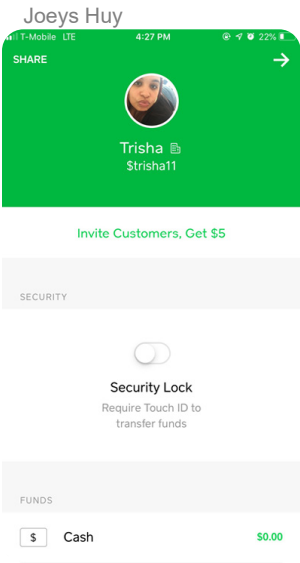 Joeys Huy
T-Mobile LTE 4:27 PM 22%
SHARE
Trisha
$trisha11
Invite Customers, Get $5
SECURITY
Security Lock
Require Touch ID to
transfer funds
FUNDS
$ Cash $0.00